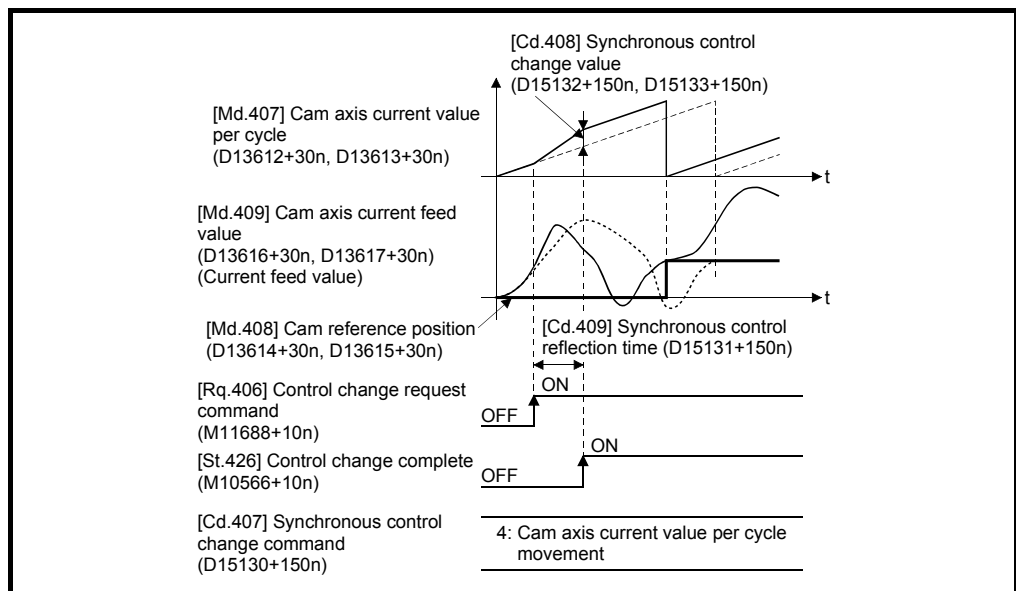 [Cd.408] Synchronous control
change value
(D15132+150n, D15133+150n)
[Md.407] Cam axis current value
per cycle
(D13612+30n, D13613+30n)
t
[Md.409] Cam axis current feed
value
(D13616+30n, D13617+30n)
(Current feed value)
t
[Md.408] Cam reference position
(D13614+30n, D13615+30n)
[Cd.409] Synchronous control
reflection time (D15131+150n)
[Rq.406] Control change request
command
(M11688+10n)
OFF
ON
[St.426] Control change complete
(M10566+10n)
OFF
ON
[Cd.407] Synchronous control
change command
(D15130+150n)
4: Cam axis current value per cycle
movement